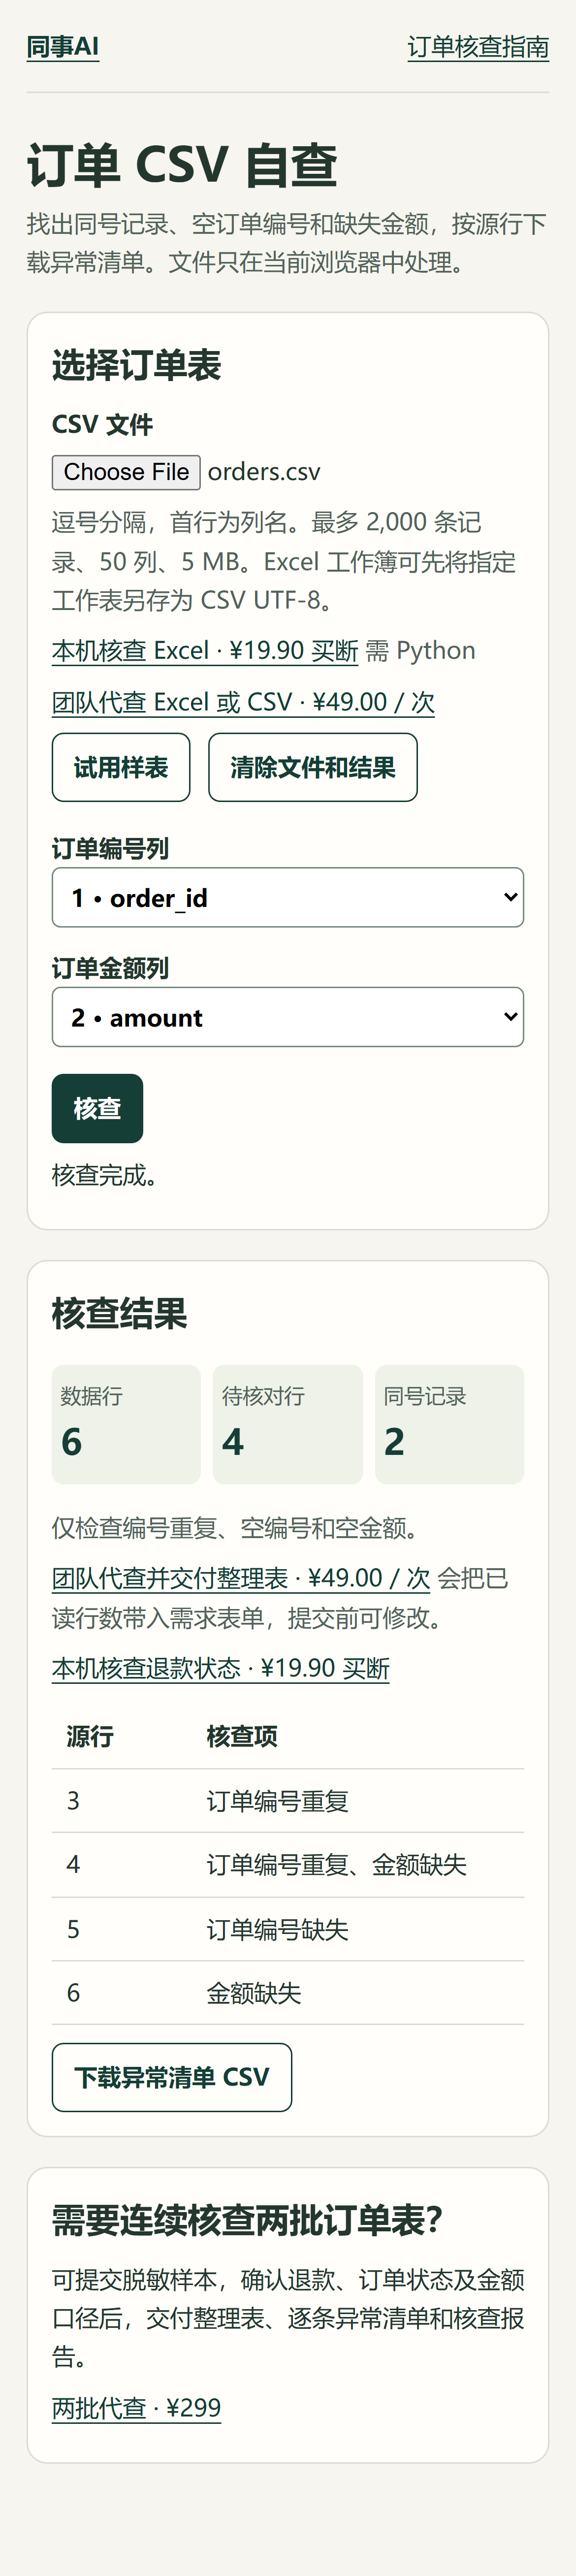 同事AI
订单核查指南
订单 CSV 自查
找出同号记录、空订单编号和缺失金额，按源行下
载异常清单。文件只在当前浏览器中处理。
选择订单表
CSV 文件
Choose File orders.csv
逗号分隔，首行为列名。最多 2,000 条记
录、50 列、5 MB。Excel 工作簿可先将指定
工作表另存为 CSV UTF-8。
本机核查 Excel · ¥19.90 买断 需 Python
团队代查 Excel 或 CSV · ¥49.00 / 次
试用样表
清除文件和结果
订单编号列
1 • order_id
订单金额列
2 • amount
核查
核查完成。
核查结果
数据行
6
待核对行
4
同号记录
2
仅检查编号重复、空编号和空金额。
团队代查并交付整理表 · ¥49.00 / 次 会把已
读行数带入需求表单，提交前可修改。
本机核查退款状态 · ¥19.90 买断
源行 核查项
3 订单编号重复
4 订单编号重复、金额缺失
5 订单编号缺失
6 金额缺失
下载异常清单 CSV
需要连续核查两批订单表？
可提交脱敏样本，确认退款、订单状态及金额
口径后，交付整理表、逐条异常清单和核查报
告。
两批代查 · ¥299